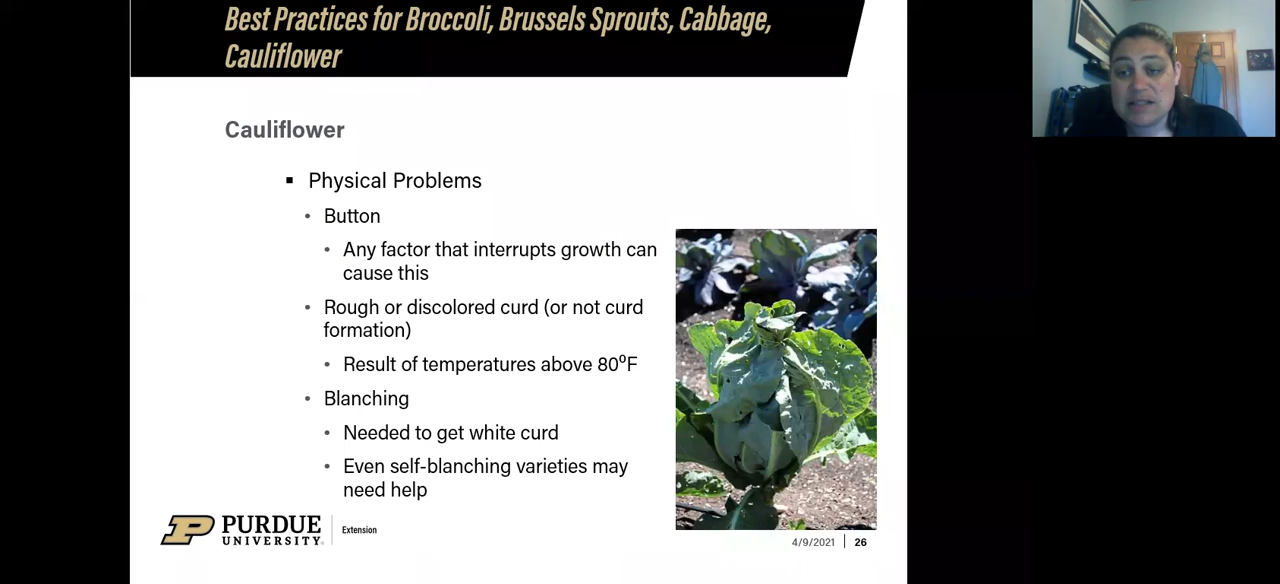 Best Practices for Broccoli, Brussels Sprouts, Cabbage,
Cauliflower
Cauliflower
▪ Physical Problems
• Button
• Any factor that interrupts growth can
cause this
• Rough or discolored curd (or not curd
formation)
• Result of temperatures above 80⁰F
• Blanching
• Needed to get white curd
• Even self-blanching varieties may
need help
P PURDUE
UNIVERSITY®
Extension
4/9/2021 | 26